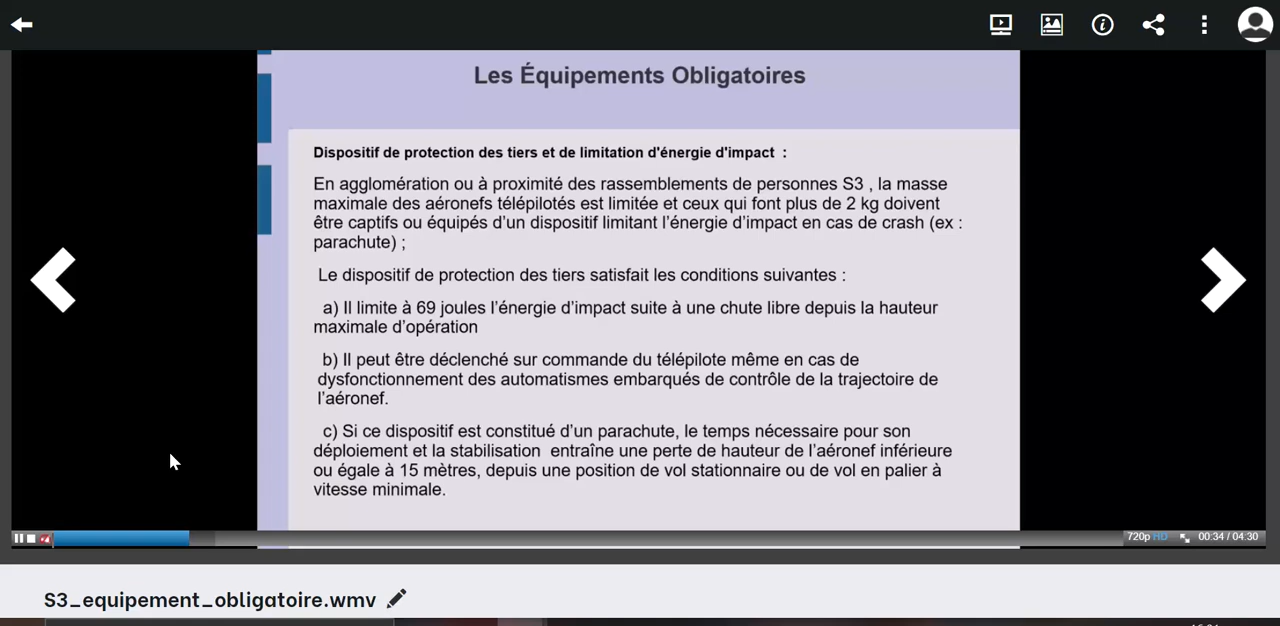 Les Équipements Obligatoires
Dispositif de protection des tiers et de limitation d'énergie d'impact :
En agglomération ou à proximité des rassemblements de personnes S3 , la masse
maximale des aéronefs télépilotés est limitée et ceux qui font plus de 2 kg doivent
être captifs ou équipés d’un dispositif limitant l’énergie d’impact en cas de crash (ex :
parachute) ;
Le dispositif de protection des tiers satisfait les conditions suivantes :
a) Il limite à 69 joules l’énergie d’impact suite à une chute libre depuis la hauteur
maximale d’opération
b) Il peut être déclenché sur commande du télépilote même en cas de
dysfonctionnement des automatismes embarqués de contrôle de la trajectoire de
l’aéronef.
c) Si ce dispositif est constitué d’un parachute, le temps nécessaire pour son
déploiement et la stabilisation entraîne une perte de hauteur de l’aéronef inférieure
ou égale à 15 mètres, depuis une position de vol stationnaire ou de vol en palier à
vitesse minimale.
720p HD 00:34 / 04:30
S3_equipement_obligatoire.wmv